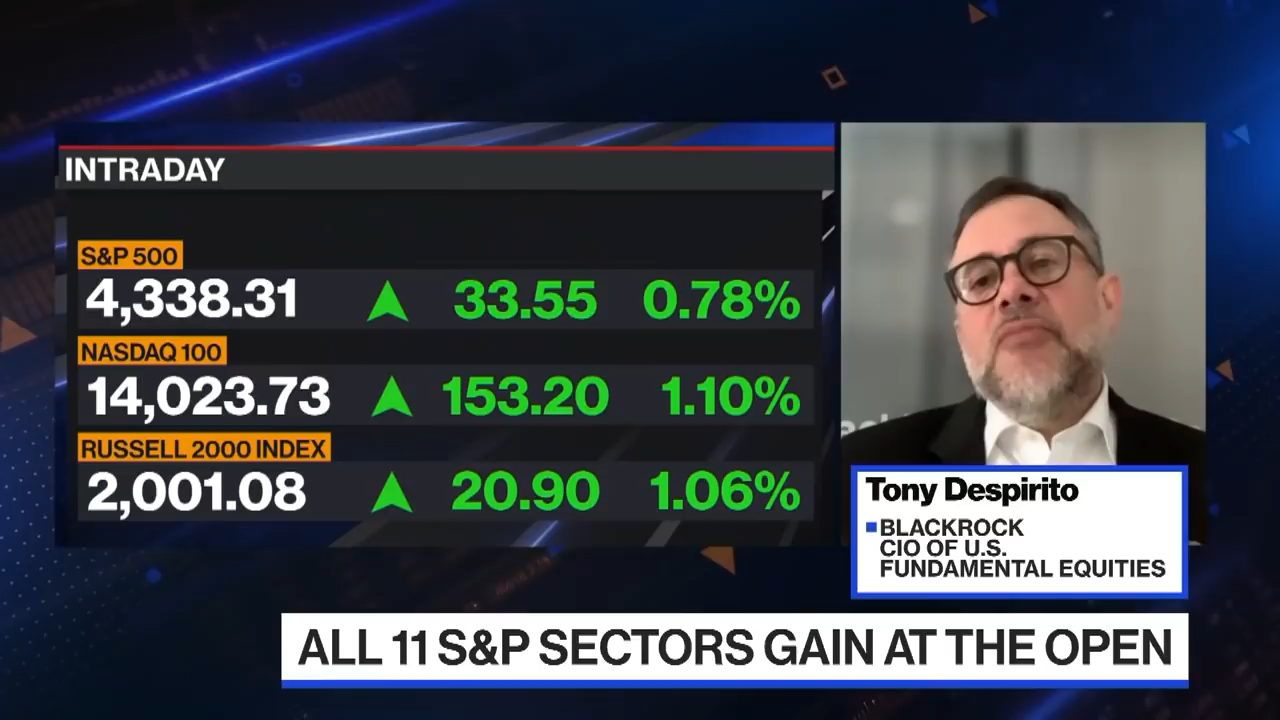 INTRADAY
S&P 500
4,338.31 33.55 0.78%
NASDAQ 100
14,023.73 153.20 1.10%
RUSSELL 2000 INDEX
2,001.08 20.90 1.06%
Tony Despirito
BLACKROCK
CIO OF U.S.
FUNDAMENTAL EQUITIES
ALL 11 S&P SECTORS GAIN AT THE OPEN